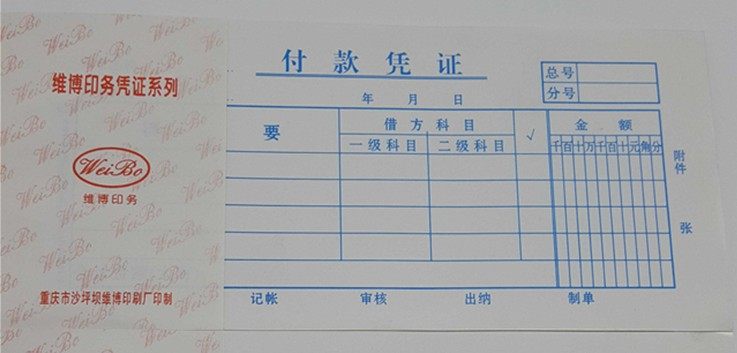 维博印务凭证系列
WeiBo
维博印务
重庆市沙坪坝维博印刷厂印制
付款凭证
总号
分号
年 月 日
要 借方科目 √ 金额
一级科目 二级科目 千百十万千百十元角分
附件 张
记帐 审核 出纳 制单